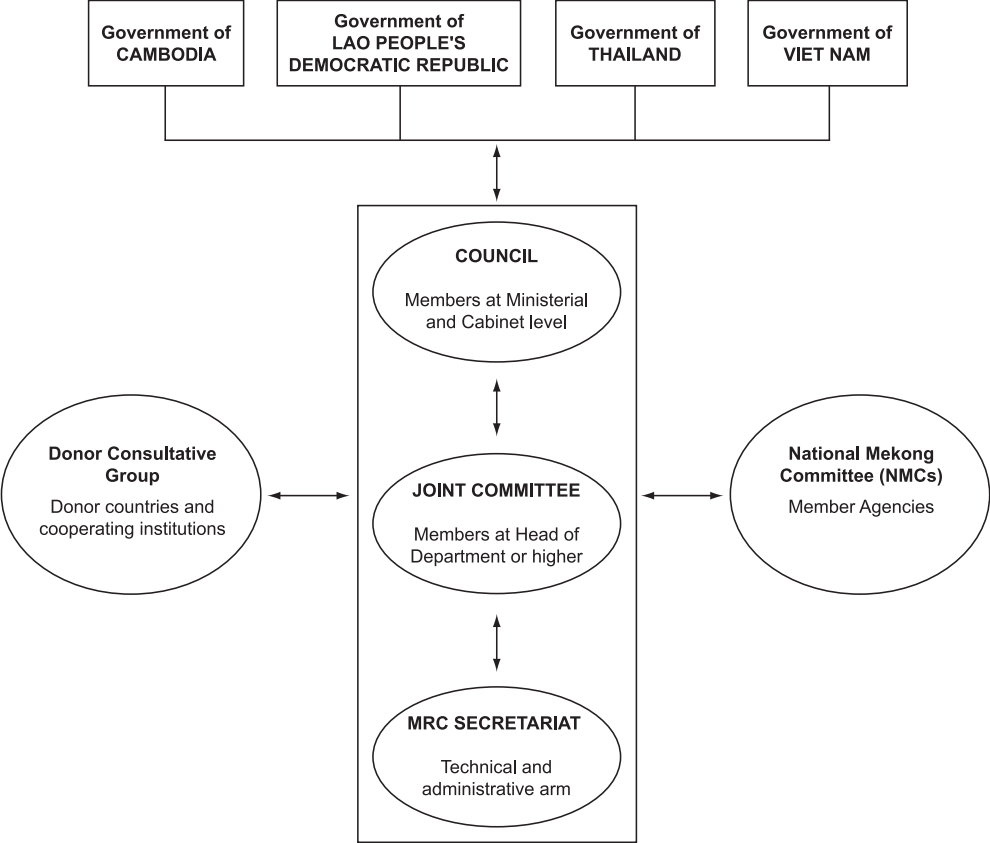 Government of
CAMBODIA
Government of
LAO PEOPLE'S
DEMOCRATIC REPUBLIC
Government of
THAILAND
Government of
VIET NAM
COUNCIL
Members at Ministerial
and Cabinet level
Donor Consultative
Group
Donor countries and
cooperating institutions
JOINT COMMITTEE
Members at Head of
Department or higher
National Mekong
Committee (NMCs)
Member Agencies
MRC SECRETARIAT
Technical and
administrative arm